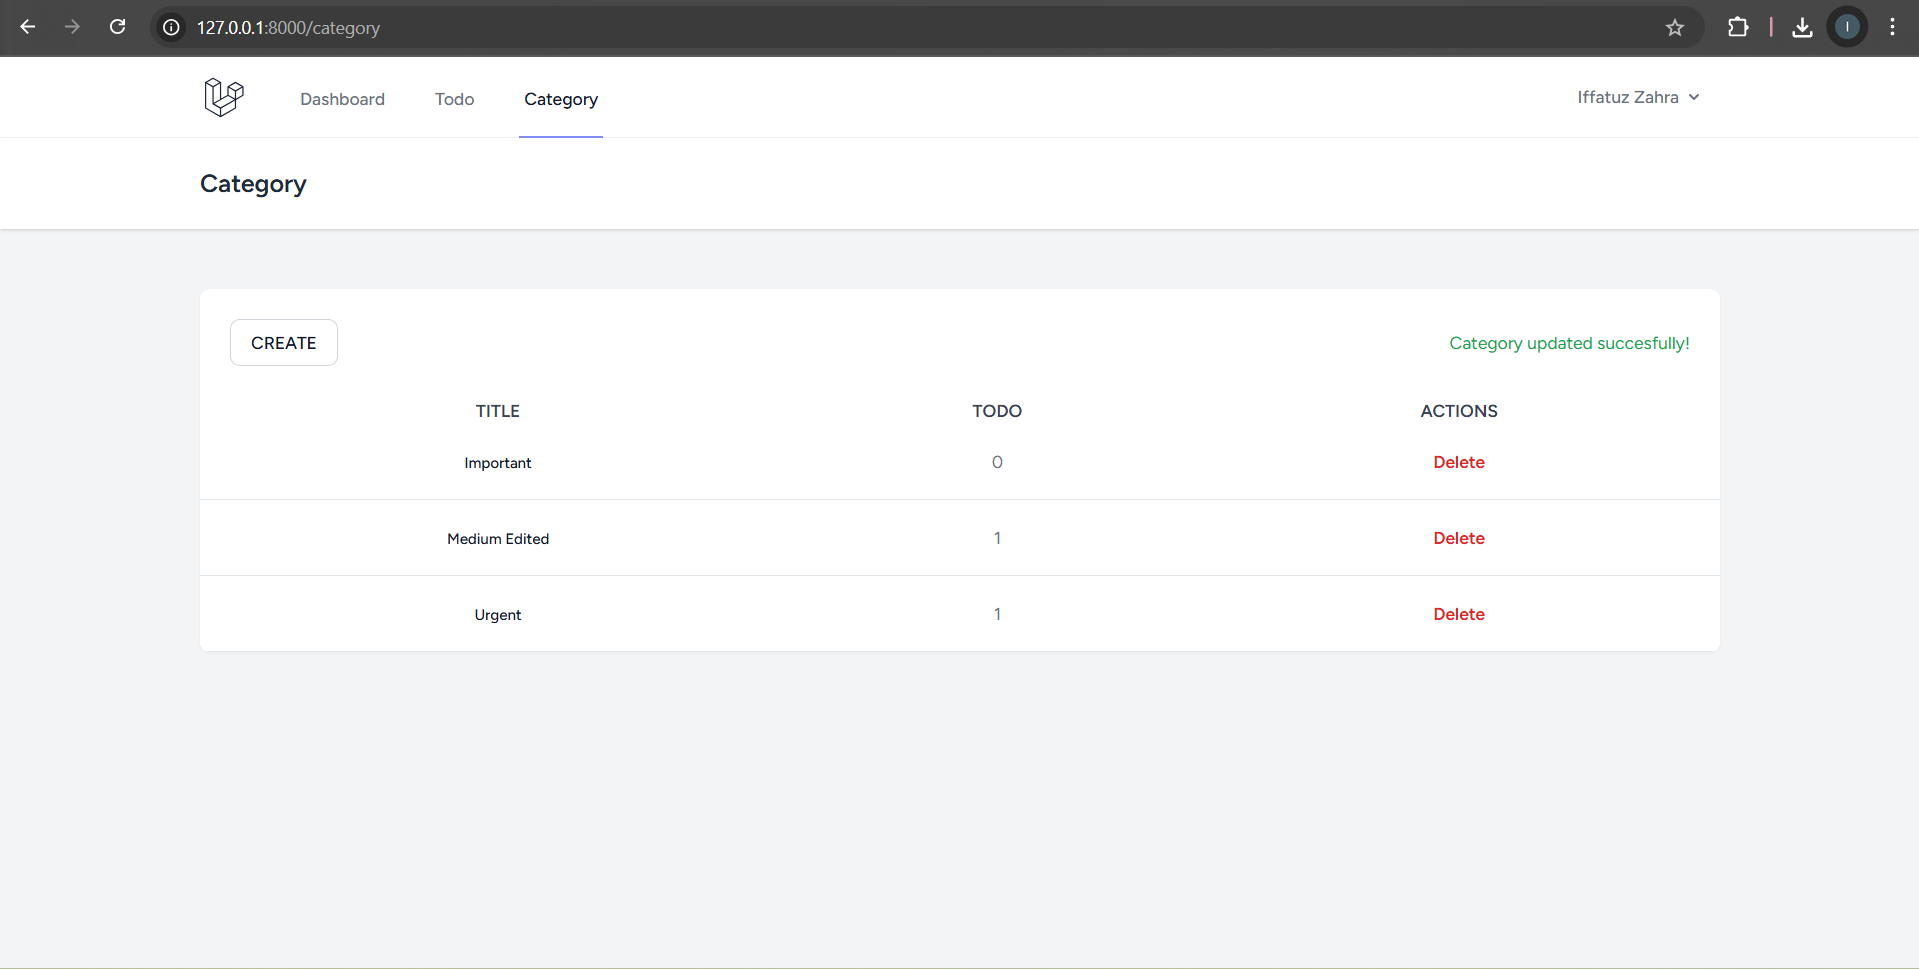 127.0.0.1:8000/category
I
Dashboard Todo Category Iffatuz Zahra
Category
CREATE Category updated succesfully!
TITLE TODO ACTIONS
Important 0 Delete
Medium Edited 1 Delete
Urgent 1 Delete